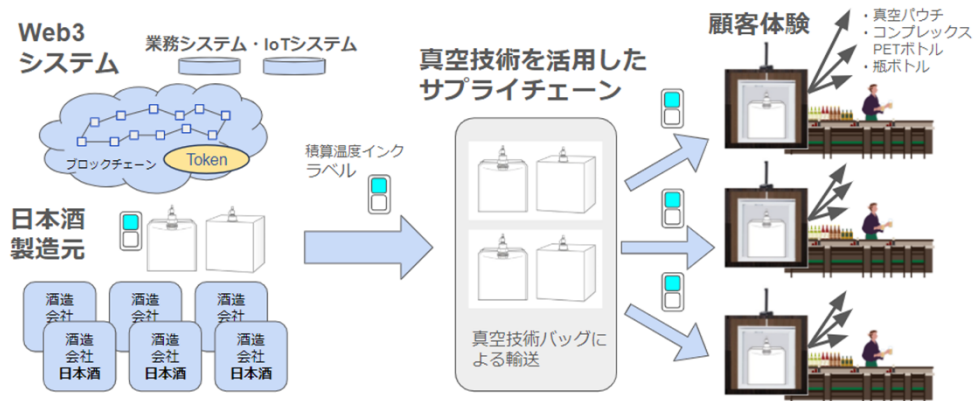 Web3
システム
業務システム・IoTシステム
ブロックチェーン
Token
日本酒
製造元
酒造
会社
酒造
会社
酒造
会社
酒造
会社
日本酒
酒造
会社
日本酒
酒造
会社
日本酒
積算温度インク
ラベル
真空技術を活用した
サプライチェーン
真空技術バッグに
よる輸送
顧客体験
・真空パウチ
・コンプレックス
PETボトル
・瓶ボトル